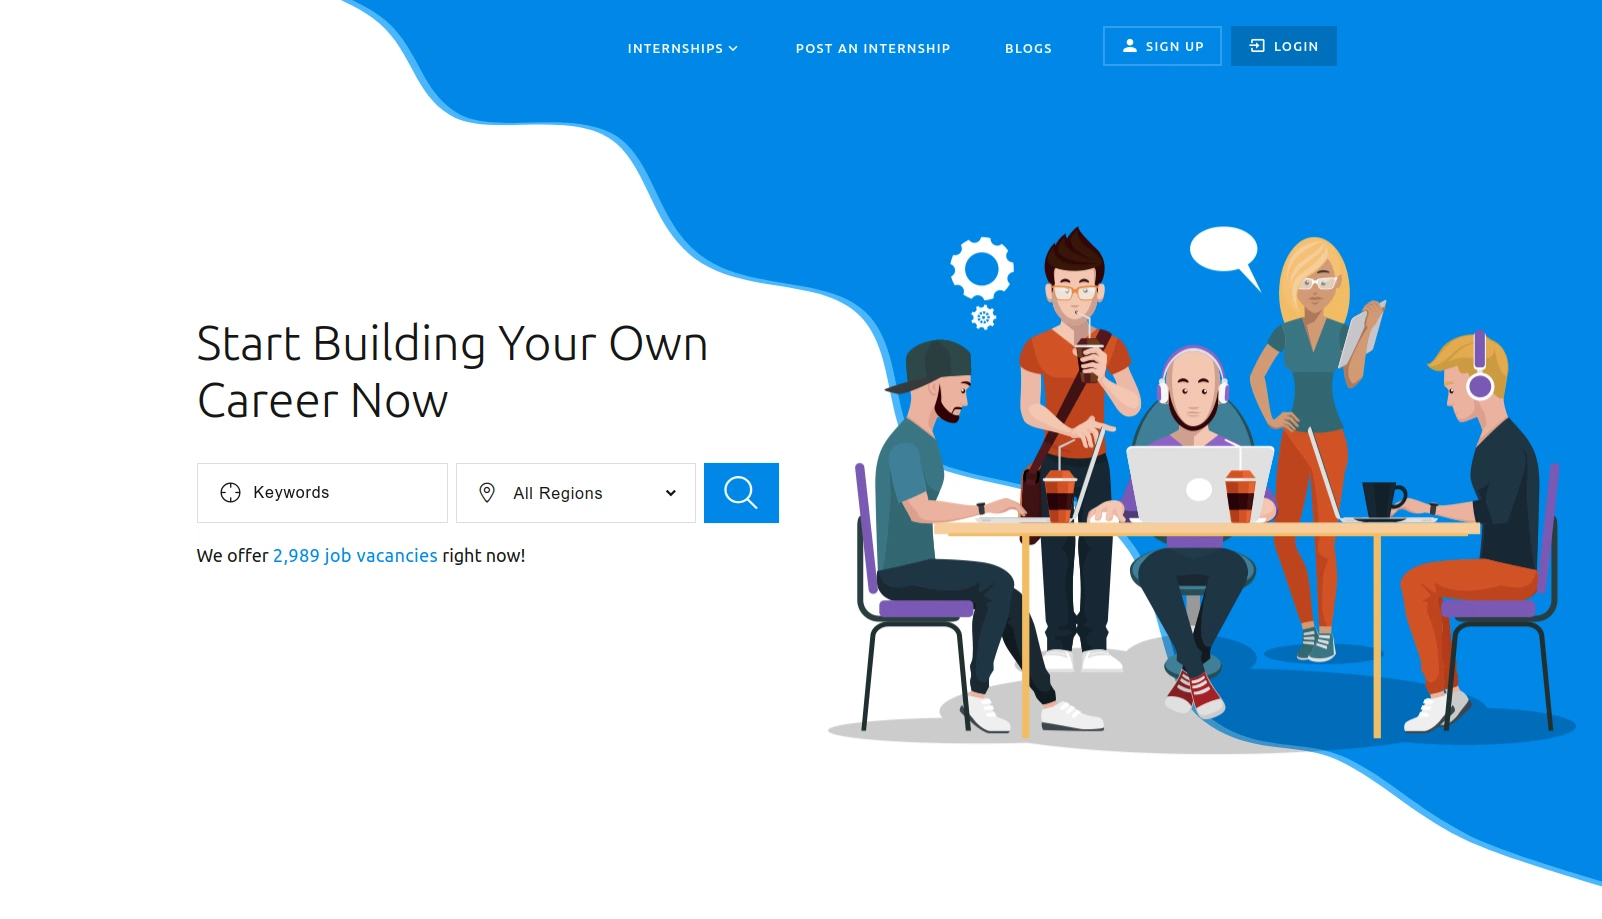 INTERNSHIPS
POST AN INTERNSHIP
BLOGS
SIGN UP
LOGIN
Start Building Your Own
Career Now
Keywords
All Regions
We offer 2,989 job vacancies right now!